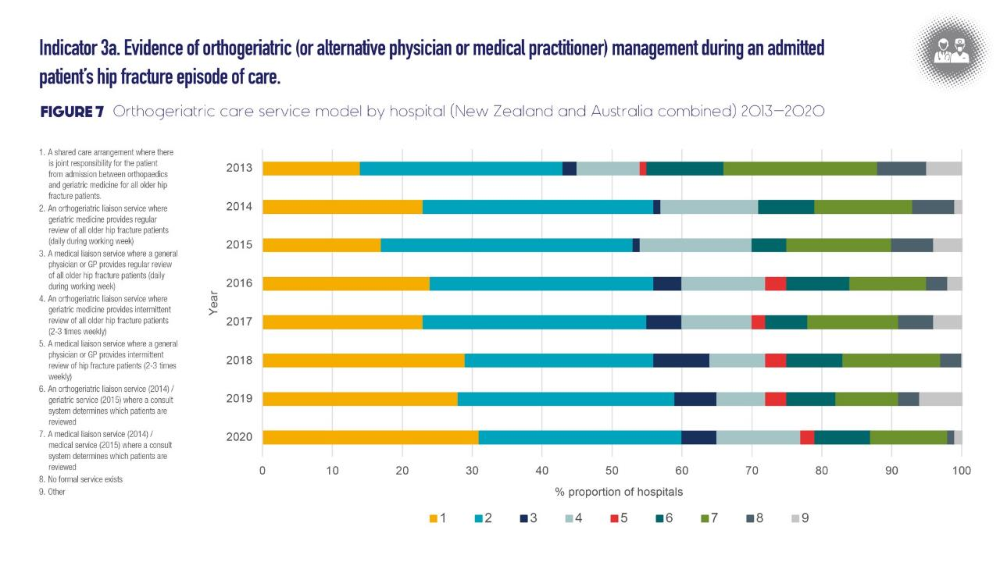 Indicator 3a. Evidence of orthogeriatric (or alternative physician or medical practitioner) management during an admitted
patient's hip fracture episode of care.
FIGURE 7 Orthogeriatric care service model by hospital (New Zealand and Australia combined) 2013–2020
1. A shared care arrangement where there
is joint responsibility for the patient
from admission between orthopaedics
and geriatric medicine for all older hip
fracture patients.
2. An orthogeriatric liaison service where
geriatric medicine provides regular
review of all older hip fracture patients
(daily during working week)
3. A medical liaison service where a general
physician or GP provides regular review
of all older hip fracture patients (daily
during working week)
4. An orthogeriatric liaison service where
geriatric medicine provides intermittent
review of all older hip fracture patients
(2-3 times weekly)
5. A medical liaison service where a general
physician or GP provides intermittent
review of hip fracture patients (2-3 times
weekly)
6. An orthogeriatric liaison service (2014) /
geriatric service (2015) where a consult
system determines which patients are
reviewed
7. A medical liaison service (2014) /
medical service (2015) where a consult
system determines which patients are
reviewed
8. No formal service exists
9. Other
Year
2013
2014
2015
2016
2017
2018
2019
2020
0 10 20 30 40 50 60 70 80 90 100
% proportion of hospitals
1 2 3 4 5 6 7 8 9